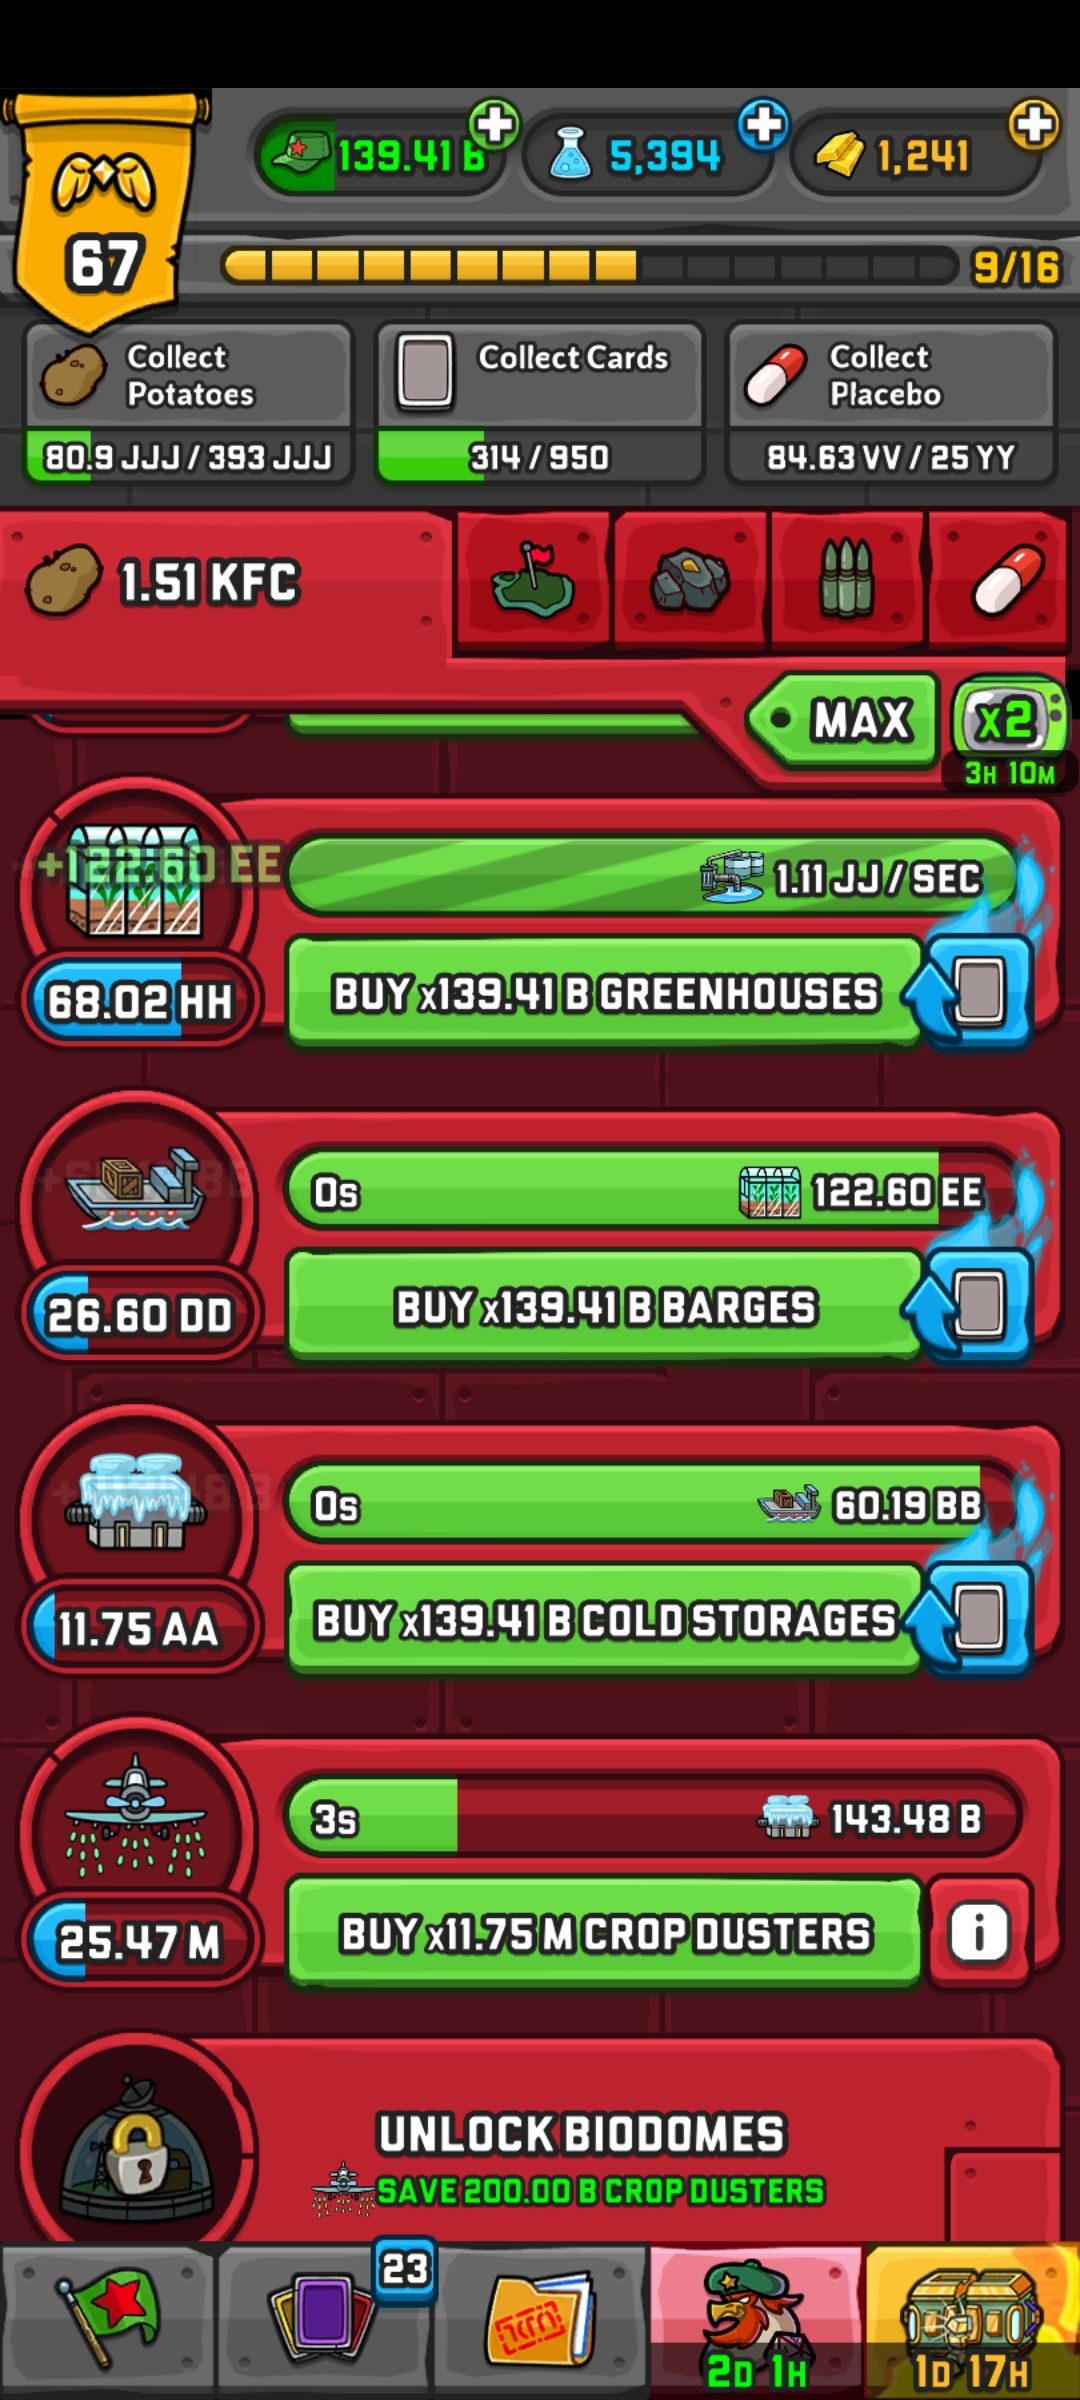 139.41 B
5,394
1,241
67
9/16
Collect
Potatoes
80.9 JJJ / 393 JJJ
Collect Cards
314 / 950
Collect
Placebo
84.63 VV / 25 YY
1.51 KFC
MAX
x2
3H 10M
+122.60 EE
1.11 JJ / SEC
68.02 HH
BUY x139.41 B GREENHOUSES
0s
122.60 EE
26.60 DD
BUY x139.41 B BARGES
0s
60.19 BB
11.75 AA
BUY x139.41 B COLD STORAGES
3s
143.48 B
25.47 M
BUY x11.75 M CROP DUSTERS
i
UNLOCK BIODOMES
SAVE 200.00 B CROP DUSTERS
23
2D 1H
1D 17H